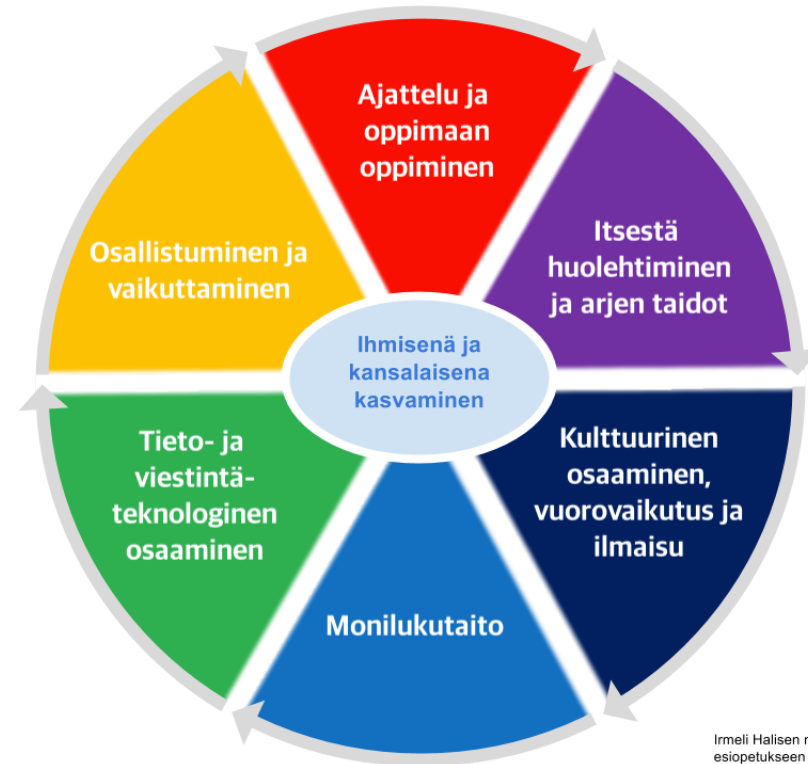 Ajattelu ja
oppimaan
oppiminen
Itsestä
huolehtiminen
ja arjen taidot
Kulttuurinen
osaaminen,
vuorovaikutus ja
ilmaisu
Monilukutaito
Tieto- ja
viestintä-
teknologinen
osaaminen
Osallistuminen ja
vaikuttaminen
Ihmisenä ja
kansalaisena
kasvaminen
Irmeli Halisen
esiopetukseen